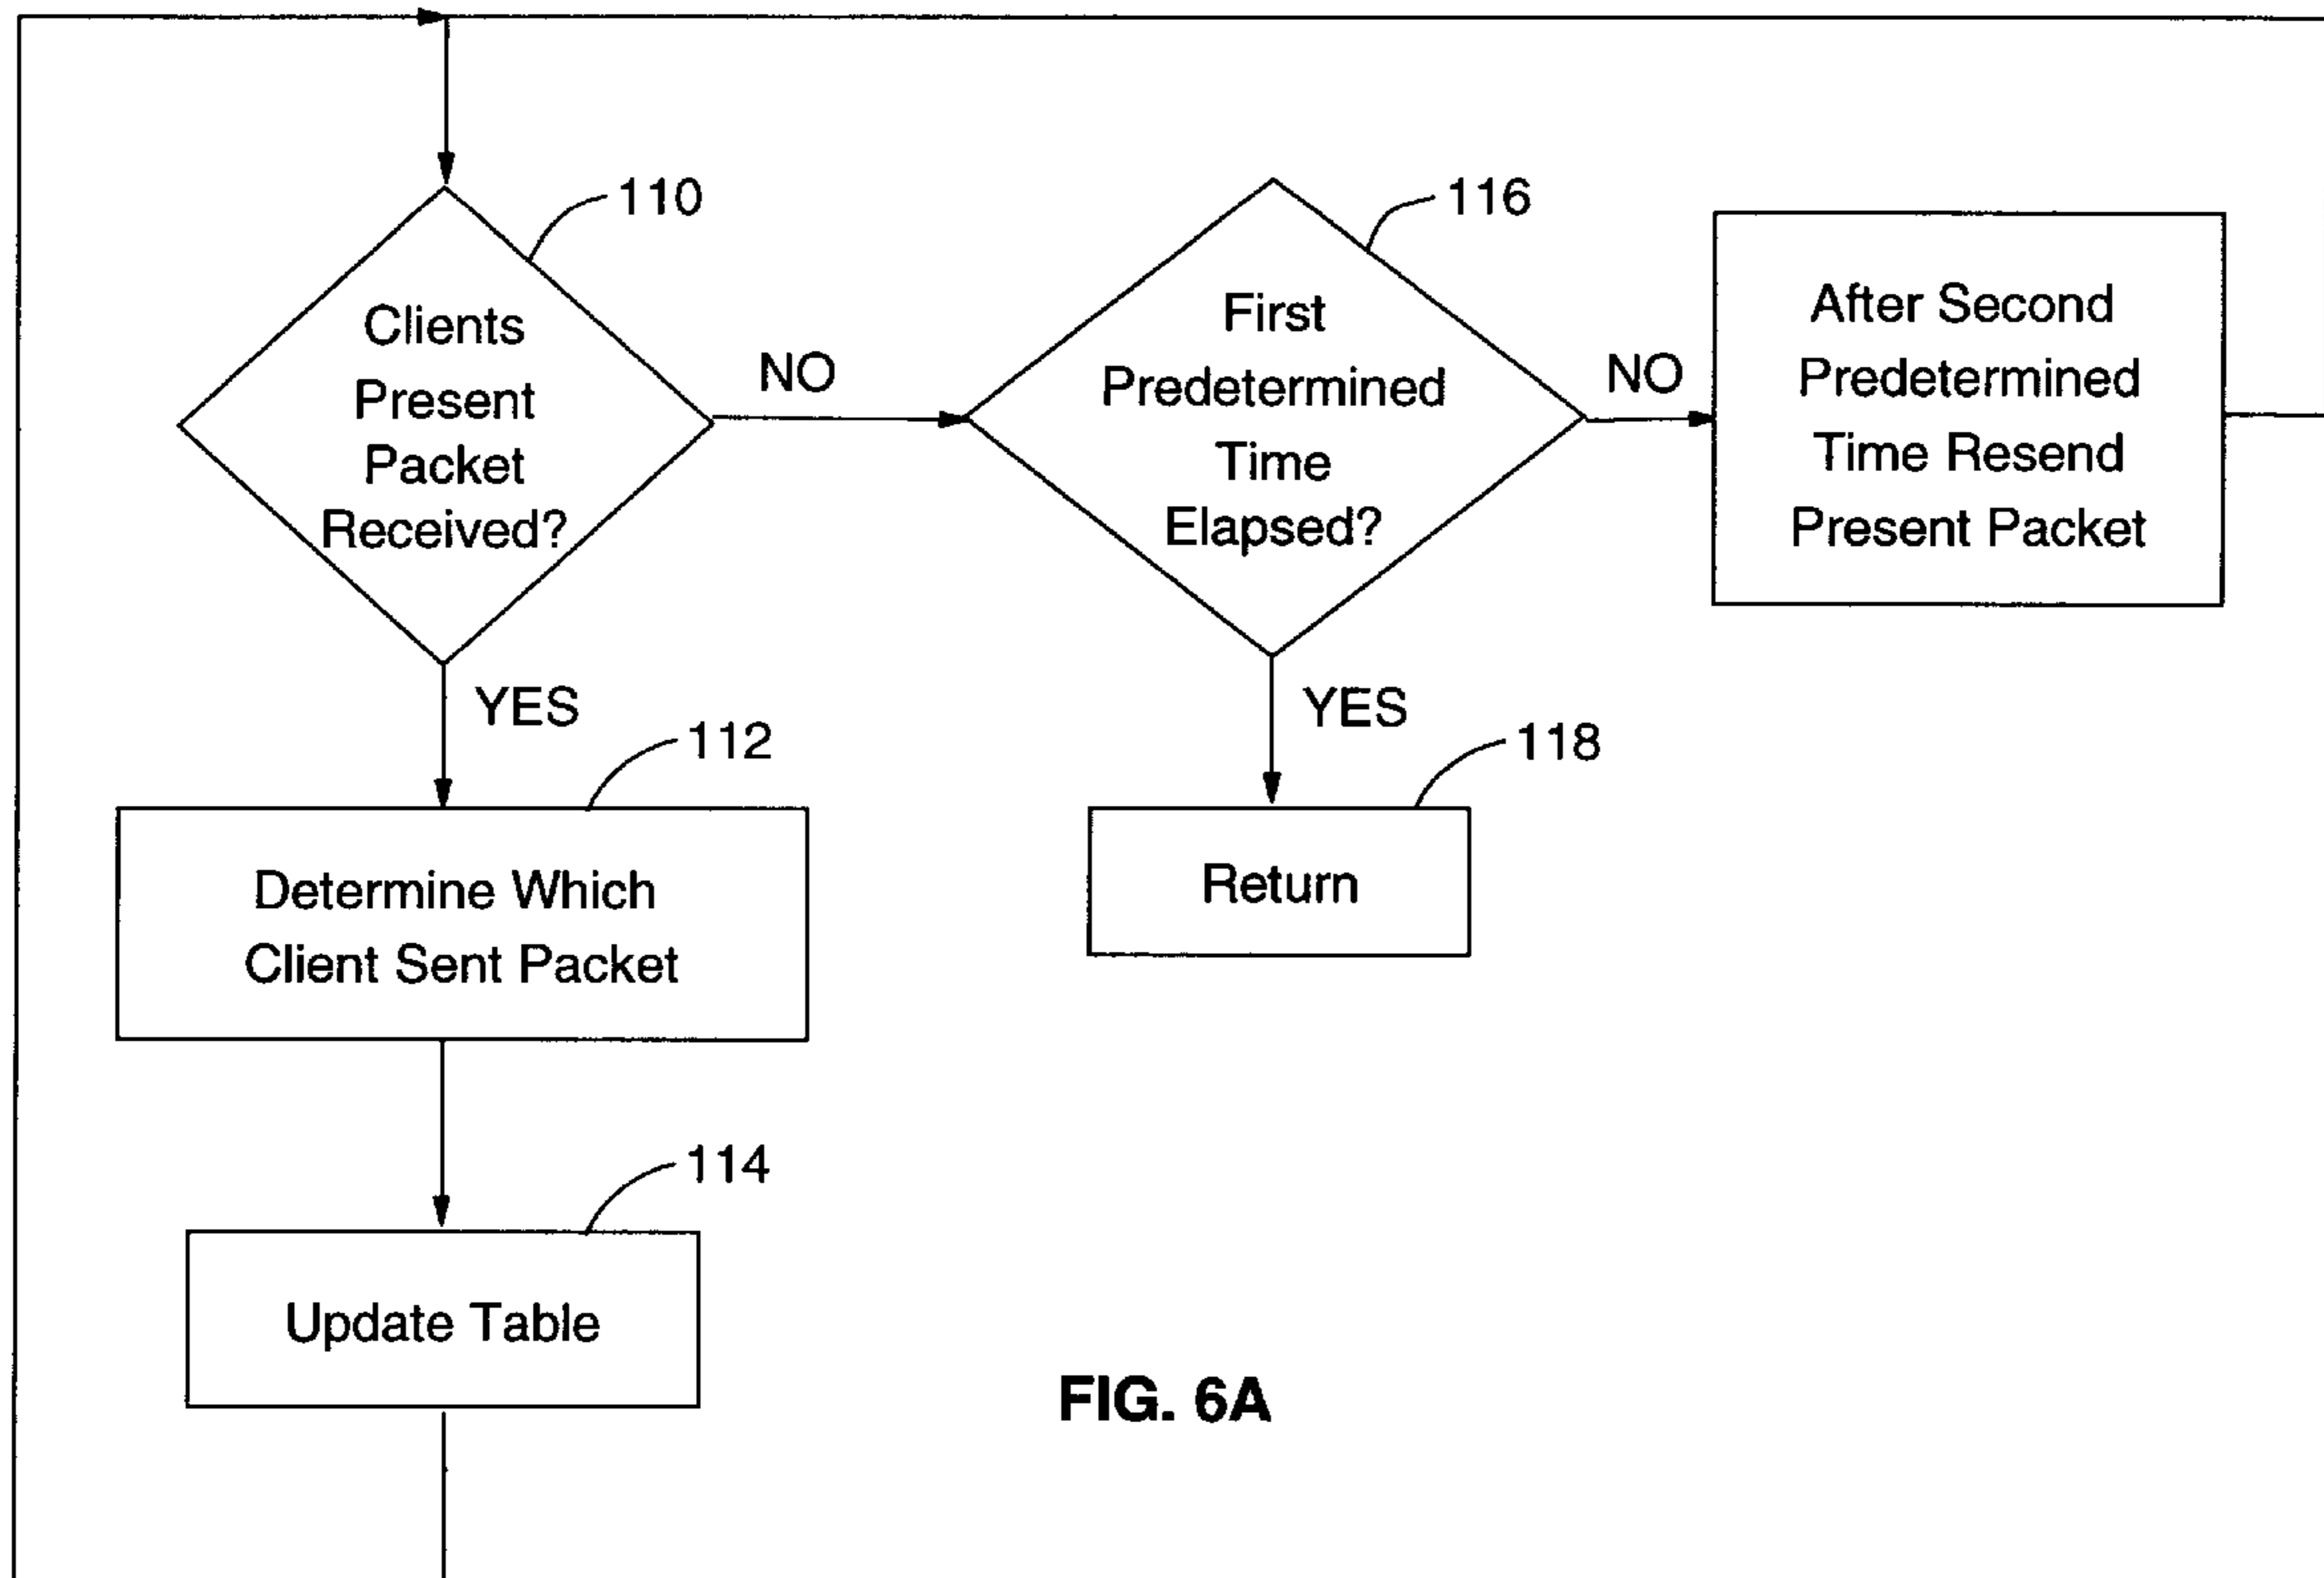 110
Clients
Present
Packet
Received?
NO
116
First
Predetermined
Time
Elapsed?
NO
After Second
Predetermined
Time Resend
Present Packet
YES
112
Determine Which
Client Sent Packet
YES
118
Return
114
Update Table
FIG. 6A